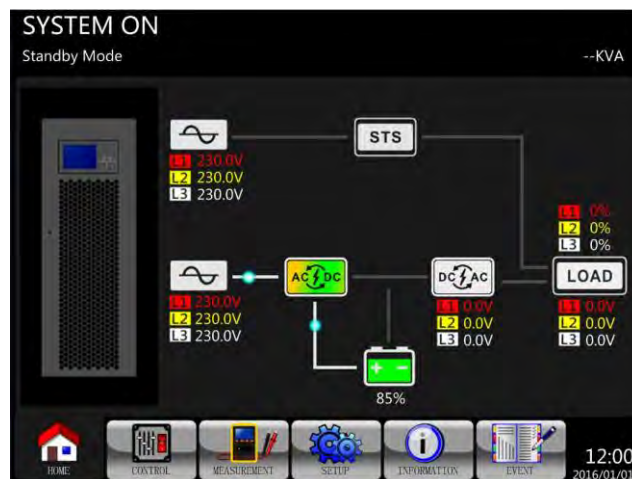 SYSTEM ON
Standby Mode
--KVA
STS
L1 230.0V
L2 230.0V
L3 230.0V
L1 0%
L2 0%
L3 0%
AC DC
DC AC
LOAD
L1 230.0V
L2 230.0V
L3 230.0V
L1 0.0V
L2 0.0V
L3 0.0V
L1 0.0V
L2 0.0V
L3 0.0V
+ -
85%
HOME
CONTROL
MEASUREMENT
SETUP
INFORMATION
EVENT
12:00
2016/01/01